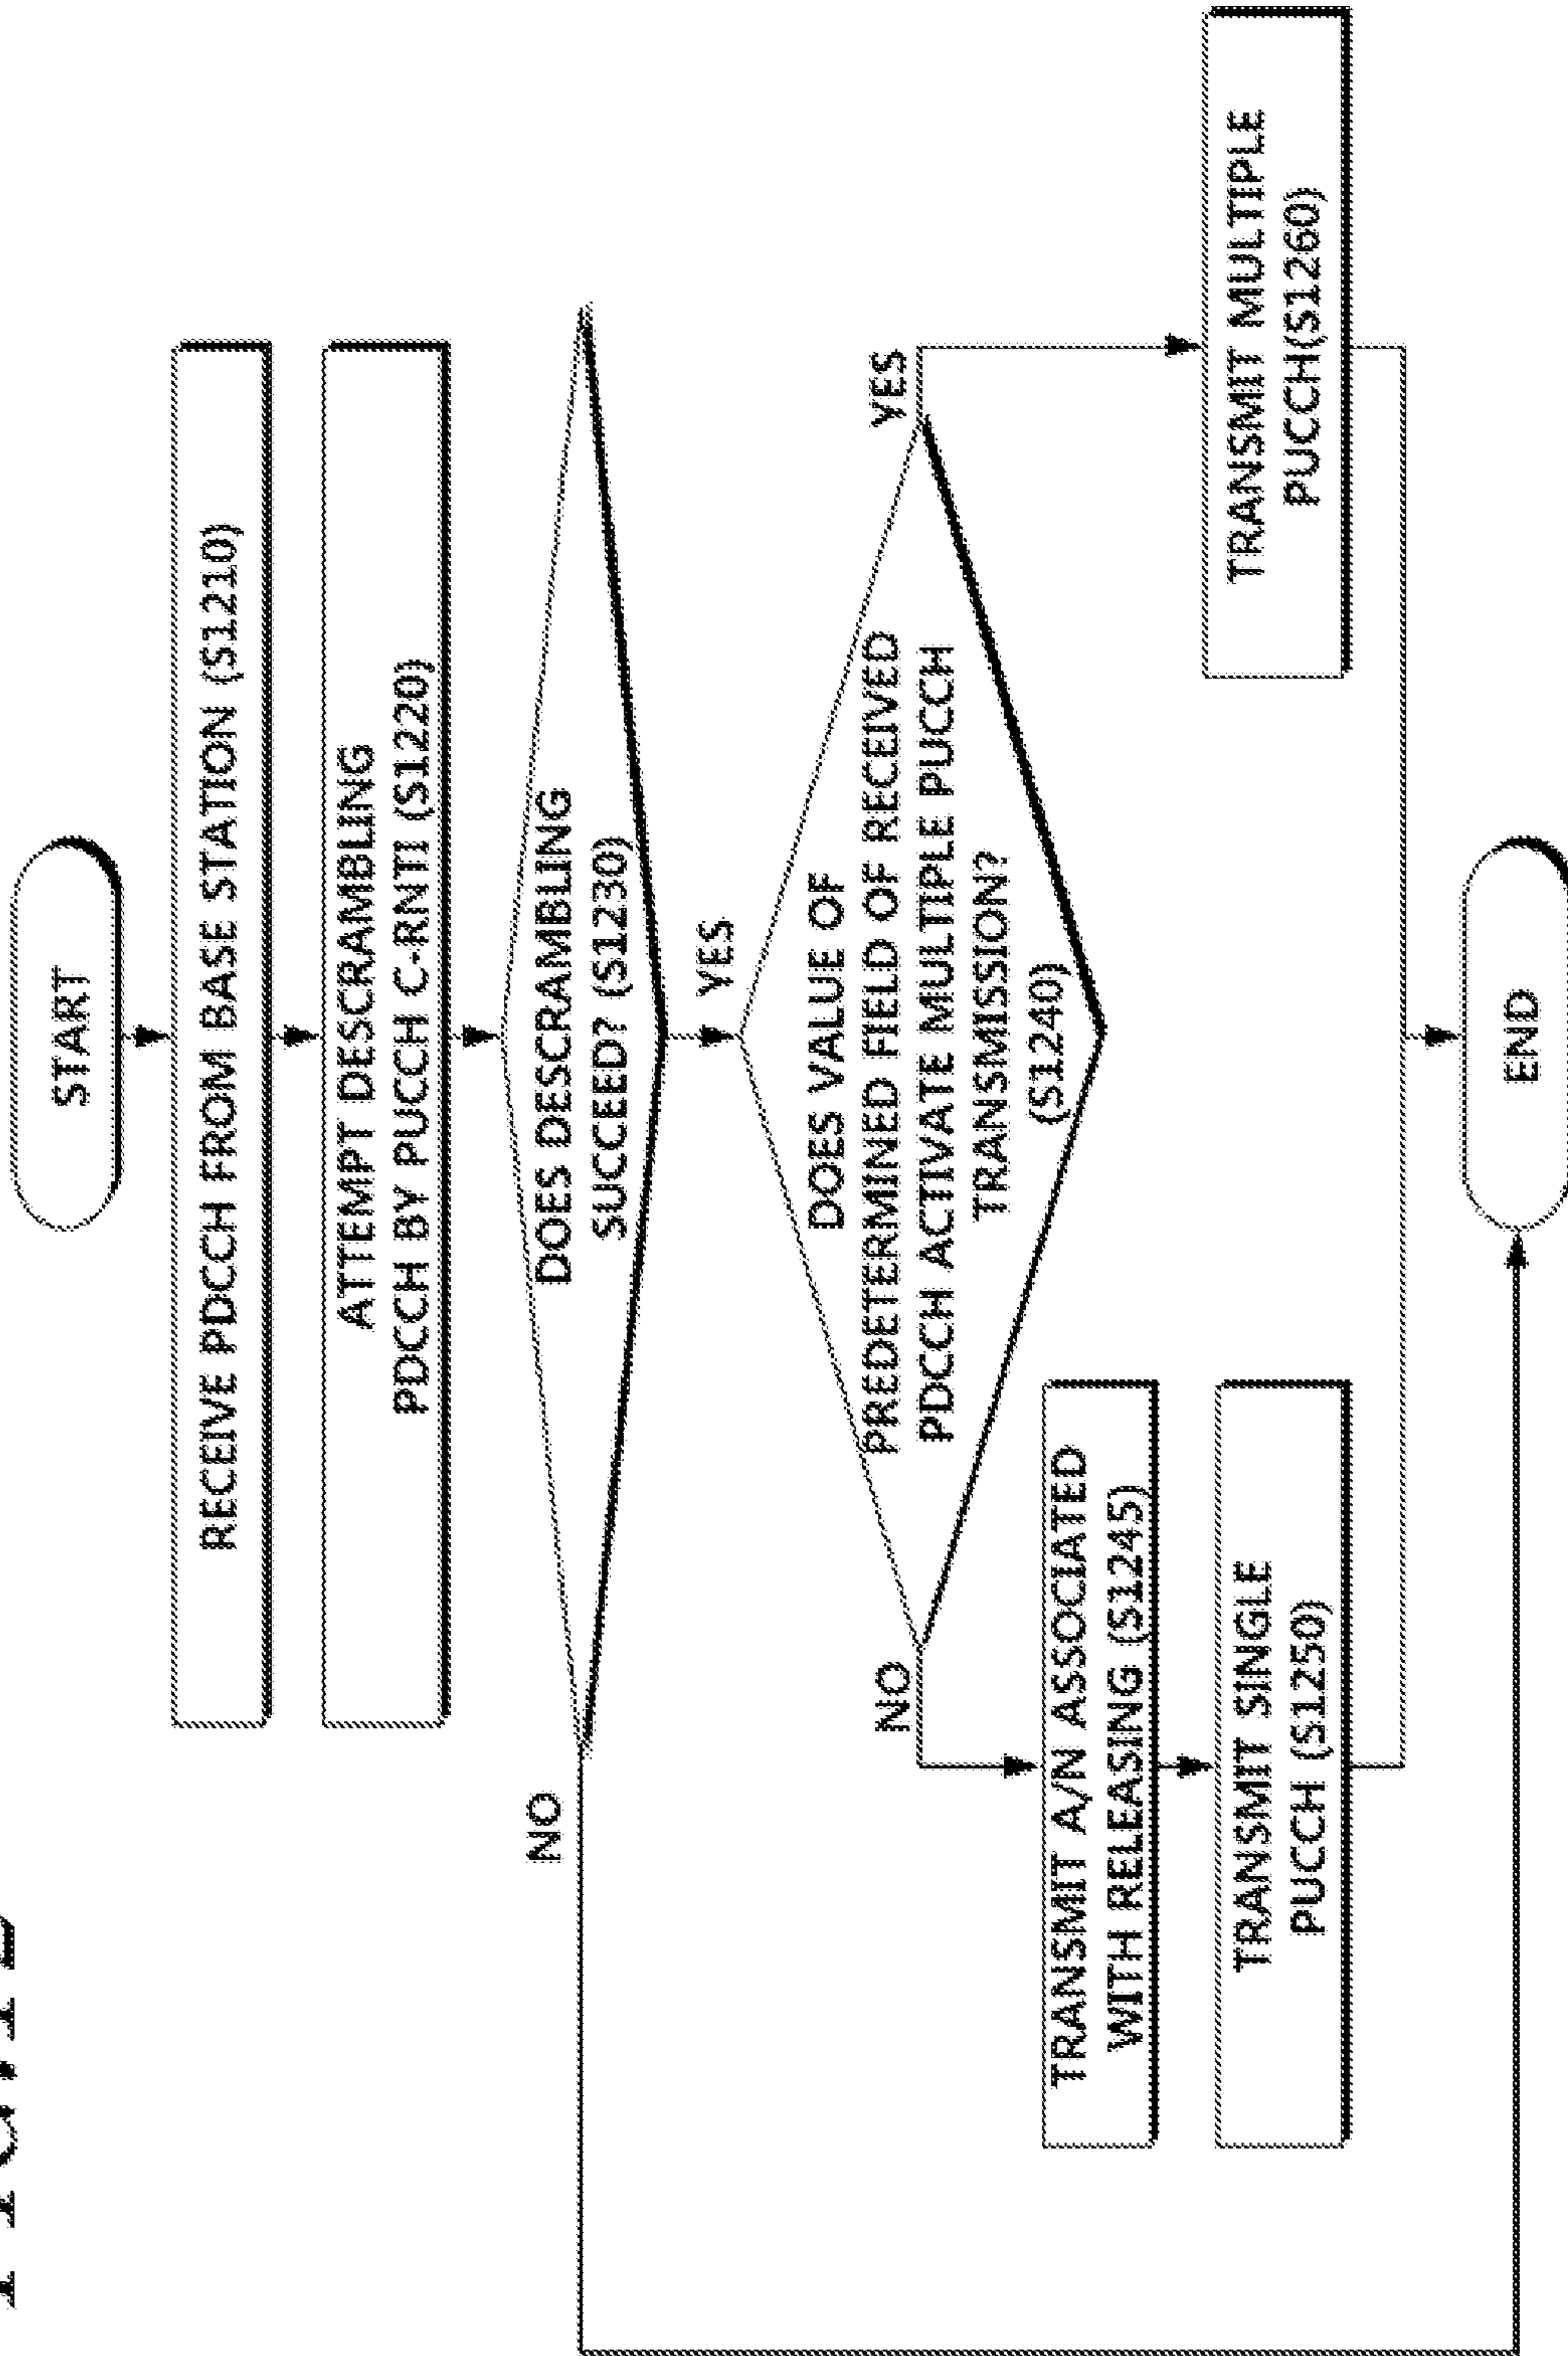 START
RECEIVE PDCCH FROM BASE STATION (S1210)
ATTEMPT DESCRAMBLING
PDCCH BY PUCCH C-RNTI (S1220)
DOES DESCRAMBLING
SUCCEED? (S1230)
NO
YES
DOES VALUE OF
PREDETERMINED FIELD OF RECEIVED
PDCCH ACTIVATE MULTIPLE PUCCH
TRANSMISSION?
(S1240)
NO
YES
TRANSMIT A/N ASSOCIATED
WITH RELEASING (S1245)
TRANSMIT SINGLE
PUCCH (S1250)
TRANSMIT MULTIPLE
PUCCH(S1260)
END